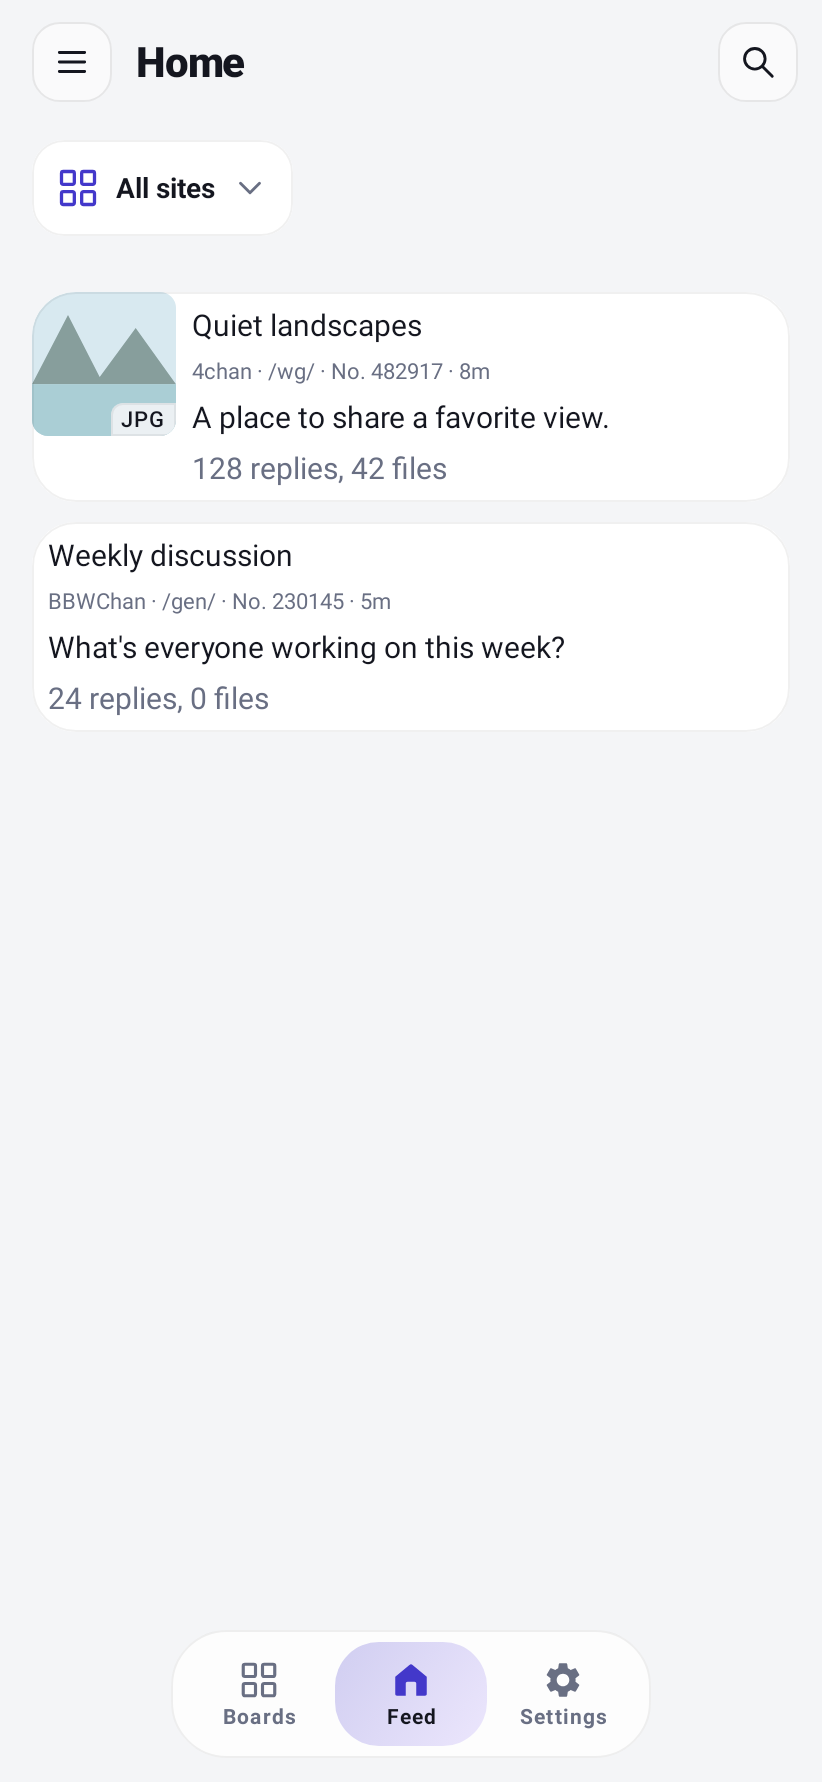 Home
All sites
Quiet landscapes
4chan · /wg/ · No. 482917 · 8m
A place to share a favorite view.
JPG
128 replies, 42 files
Weekly discussion
BBWChan · /gen/ · No. 230145 · 5m
What's everyone working on this week?
24 replies, 0 files
Boards
Feed
Settings